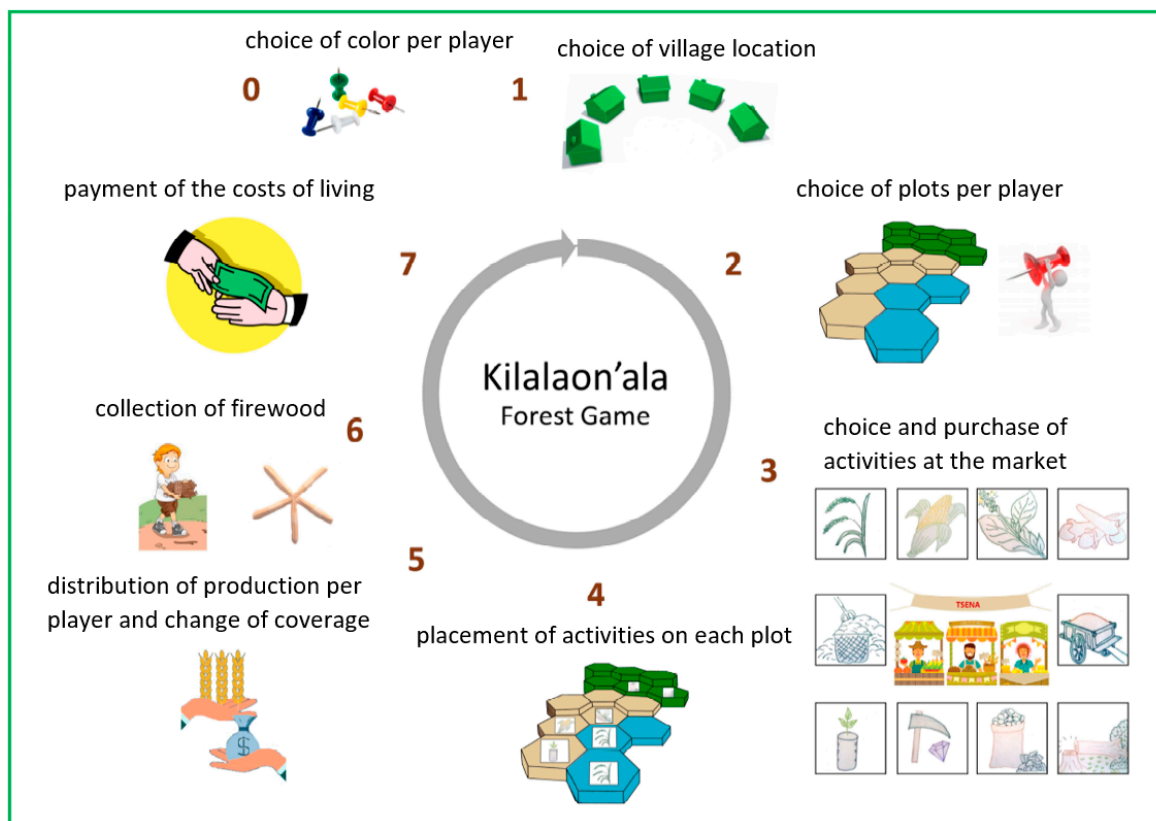 choice of color per player
0
1
choice of village location
payment of the costs of living
7
2
choice of plots per player
Kilalaon'ala
Forest Game
collection of firewood
6
3
choice and purchase of
activities at the market
TSENA
5
distribution of production per
player and change of coverage
$
4
placement of activities on each plot